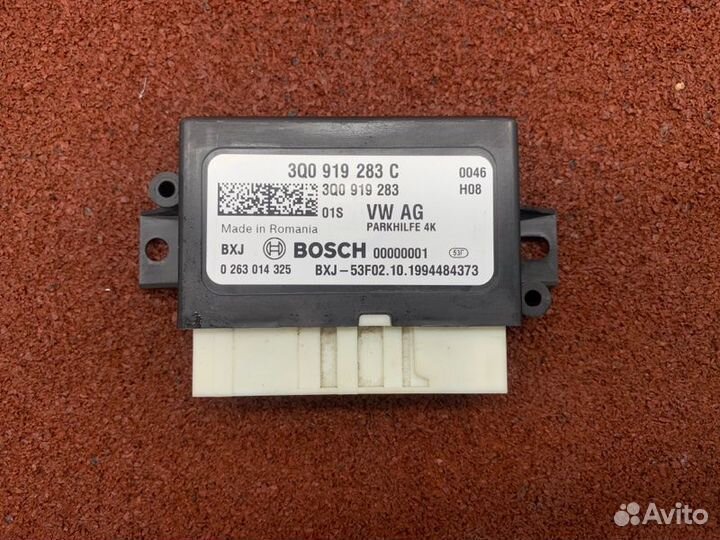 3Q0 919 283 C 0046
3Q0 919 283 H08
01S VW AG
Made in Romania PARKHILFE 4K
BXJ BOSCH 00000001 53F
0 263 014 325 BXJ-53F02.10.1994484373
Avito